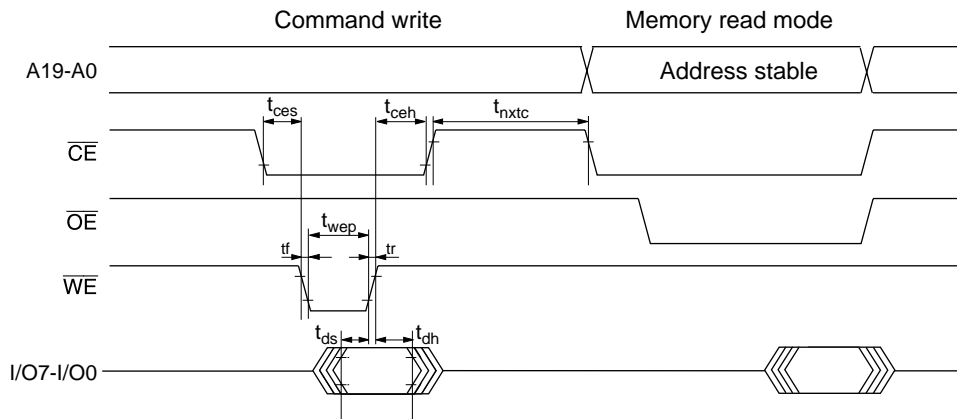 Command write
Memory read mode
A19-A0
Address stable
tces
tceh
tnxtc
CE
OE
twep
tf
tr
WE
tds
tdh
I/O7-I/O0